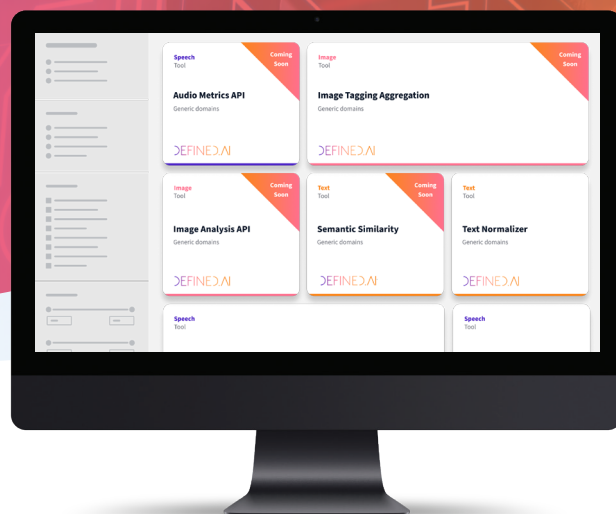 Speech
Tool
Coming
Soon
Audio Metrics API
Generic domains
DEFINED.AI
Image
Tool
Coming
Soon
Image Tagging Aggregation
Generic domains
DEFINED.AI
Image
Tool
Coming
Soon
Image Analysis API
Generic domains
DEFINED.AI
Text
Tool
Coming
Soon
Semantic Similarity
Generic domains
DEFINED.AI
Text
Tool
Text Normalizer
Generic domains
DEFINED.AI
Speech
Tool
Speech
Tool